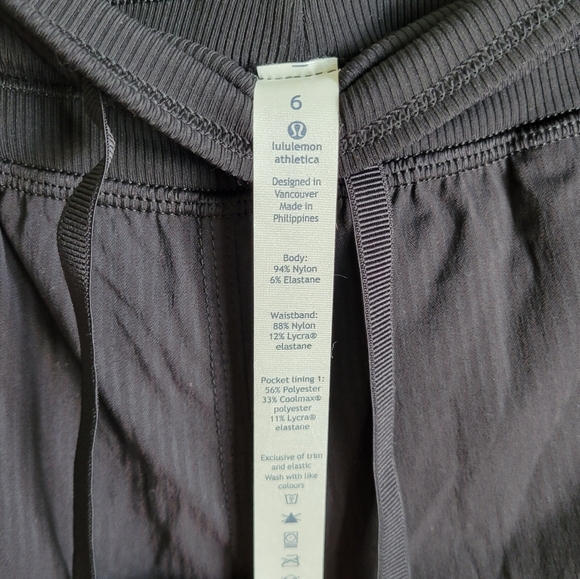 6
lululemon
athletica
Designed in
Vancouver
Made in
Philippines
Body:
94% Nylon
6% Elastane
Waistband:
88% Nylon
12% Lycra®
elastane
Pocket lining 1:
56% Polyester
33% Coolmax®
polyester
11% Lycra®
elastane
Exclusive of trim
and elastic
Wash with like
colours